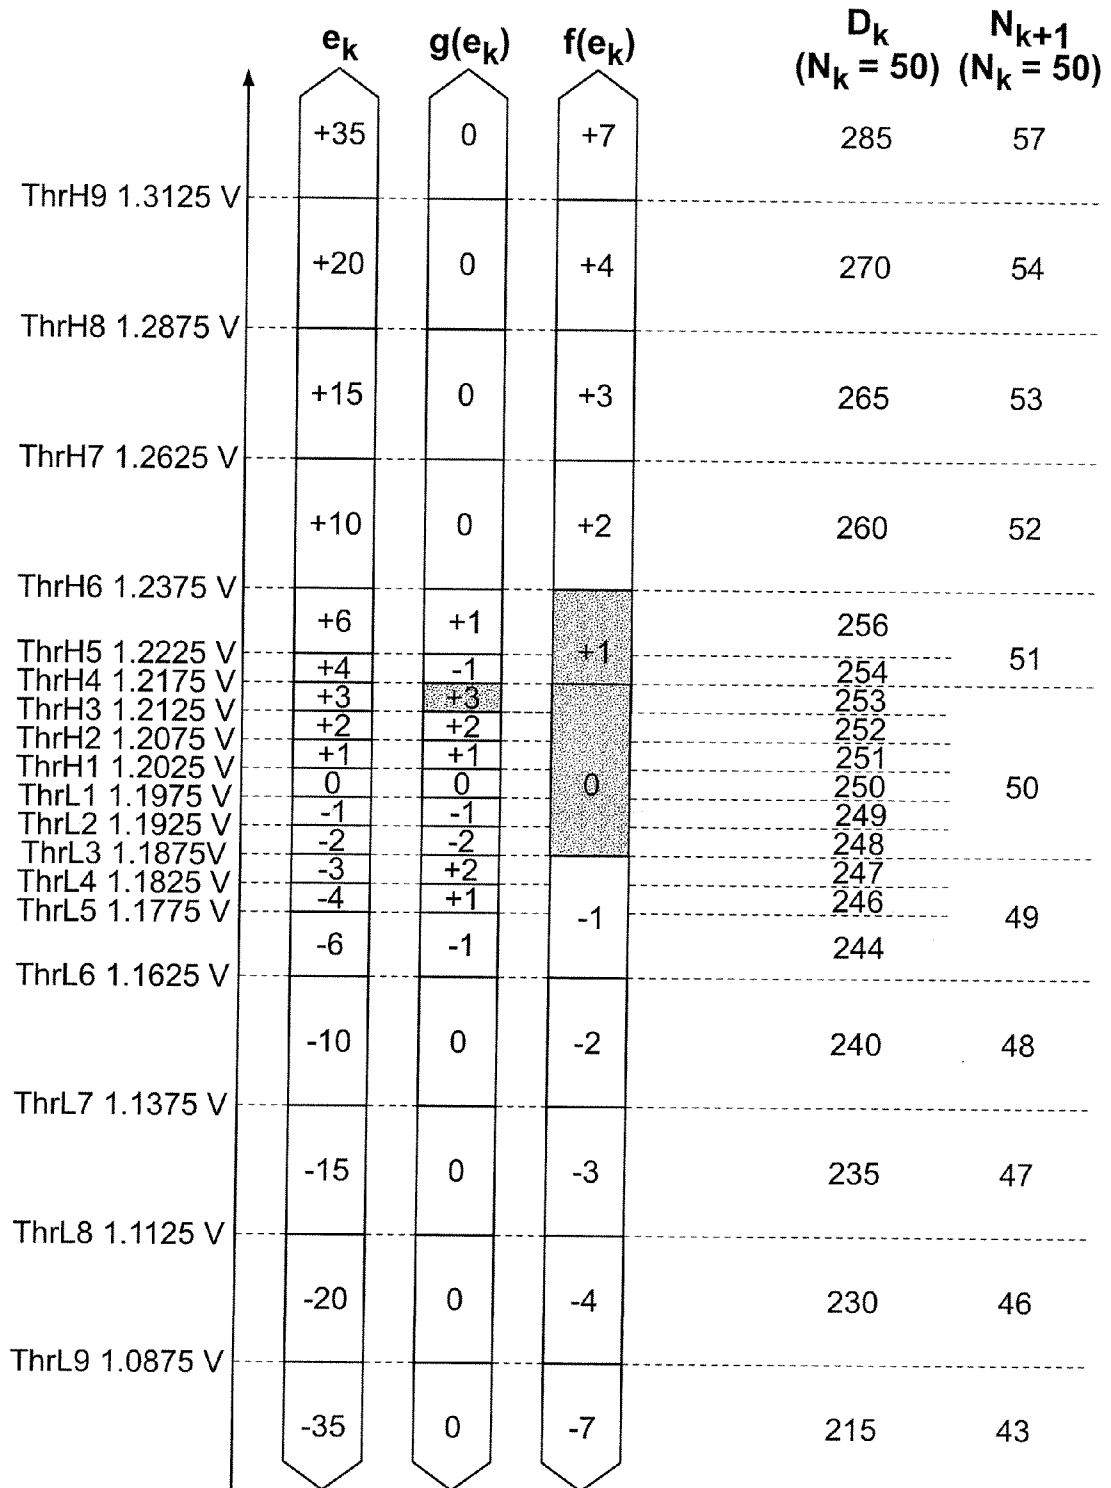 e_k g(e_k) f(e_k) D_k (N_k = 50) N_k+1 (N_k = 50)
+35 0 +7 285 57
ThrH9 1.3125 V
+20 0 +4 270 54
ThrH8 1.2875 V
+15 0 +3 265 53
ThrH7 1.2625 V
+10 0 +2 260 52
ThrH6 1.2375 V
+6 +1 256
ThrH5 1.2225 V
+1 51
+4 -1 254
ThrH4 1.2175 V
+3 +3 253
ThrH3 1.2125 V
+2 +2 252
ThrH2 1.2075 V
+1 +1 251
ThrH1 1.2025 V
0 0 0 250 50
ThrL1 1.1975 V
-1 -1 249
ThrL2 1.1925 V
-2 -2 248
ThrL3 1.1875V
-3 +2 247
ThrL4 1.1825 V
-4 +1 246
ThrL5 1.1775 V
-1 49
-6 -1 244
ThrL6 1.1625 V
-10 0 -2 240 48
ThrL7 1.1375 V
-15 0 -3 235 47
ThrL8 1.1125 V
-20 0 -4 230 46
ThrL9 1.0875 V
-35 0 -7 215 43